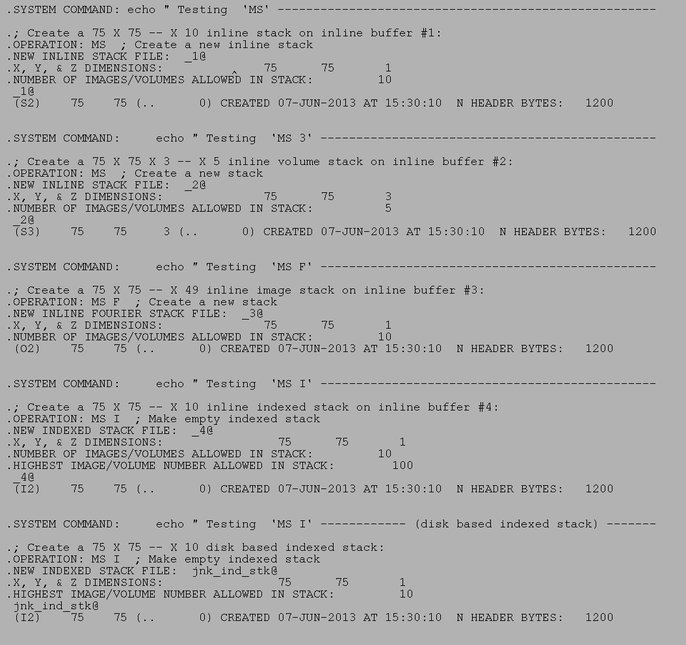 .SYSTEM COMMAND: echo " Testing  'MS' -----------------------------------------------------
.; Create a 75 X 75 -- X 10 inline stack on inline buffer #1:
.OPERATION: MS  ; Create a new inline stack
.NEW INLINE STACK FILE:  _1@
.X, Y, & Z DIMENSIONS:              75      75       1
.NUMBER OF IMAGES/VOLUMES ALLOWED IN STACK:         10
 _1@
 (S2)    75    75 (..      0) CREATED 07-JUN-2013 AT 15:30:10  N HEADER BYTES:   1200
.SYSTEM COMMAND:     echo " Testing  'MS 3' -----------------------------------------------
.; Create a 75 X 75 X 3 -- X 5 inline volume stack on inline buffer #2:
.OPERATION: MS  ; Create a new stack
.NEW INLINE STACK FILE:  _2@
.X, Y, & Z DIMENSIONS:              75      75       3
.NUMBER OF IMAGES/VOLUMES ALLOWED IN STACK:          5
 _2@
 (S3)    75    75     3 (..      0) CREATED 07-JUN-2013 AT 15:30:10  N HEADER BYTES:   1200
.SYSTEM COMMAND:     echo " Testing  'MS F' -----------------------------------------------
.; Create a 75 X 75 -- X 49 inline image stack on inline buffer #3:
.OPERATION: MS F  ; Create a new stack
.NEW INLINE FOURIER STACK FILE:  _3@
.X, Y, & Z DIMENSIONS:              75      75       1
.NUMBER OF IMAGES/VOLUMES ALLOWED IN STACK:         10
 (O2)    75    75 (..      0) CREATED 07-JUN-2013 AT 15:30:10  N HEADER BYTES:   1200
.SYSTEM COMMAND:     echo " Testing  'MS I' -----------------------------------------------
.; Create a 75 X 75 -- X 10 inline indexed stack on inline buffer #4:
.OPERATION: MS I  ; Make empty indexed stack
.NEW INDEXED STACK FILE:  _4@
.X, Y, & Z DIMENSIONS:                75      75       1
.NUMBER OF IMAGES/VOLUMES ALLOWED IN STACK:         10
.HIGHEST IMAGE/VOLUME NUMBER ALLOWED IN STACK:        100
 _4@
 (I2)    75    75 (..      0) CREATED 07-JUN-2013 AT 15:30:10  N HEADER BYTES:   1200
.SYSTEM COMMAND:     echo " Testing  'MS I' ------------ (disk based indexed stack) -------
.; Create a 75 X 75 -- X 10 disk based indexed stack:
.OPERATION: MS I  ; Make empty indexed stack
.NEW INDEXED STACK FILE:  jnk_ind_stk@
.X, Y, & Z DIMENSIONS:                75      75       1
.HIGHEST IMAGE/VOLUME NUMBER ALLOWED IN STACK:         10
 jnk_ind_stk@
 (I2)    75    75 (..      0) CREATED 07-JUN-2013 AT 15:30:10  N HEADER BYTES:   1200